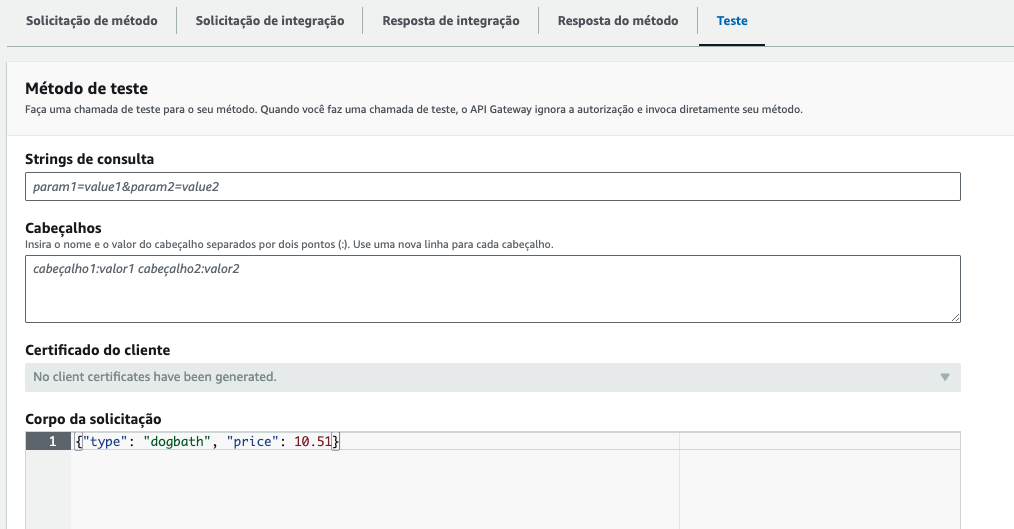 Solicitação de método Solicitação de integração Resposta de integração Resposta do método Teste
Método de teste
Faça uma chamada de teste para o seu método. Quando você faz uma chamada de teste, o API Gateway ignora a autorização e invoca diretamente seu método.
Strings de consulta
param1=value1&param2=value2
Cabeçalhos
Insira o nome e o valor do cabeçalho separados por dois pontos (:). Use uma nova linha para cada cabeçalho.
cabeçalho1:valor1 cabeçalho2:valor2
Certificado do cliente
No client certificates have been generated.
Corpo da solicitação
1 {"type": "dogbath", "price": 10.51}